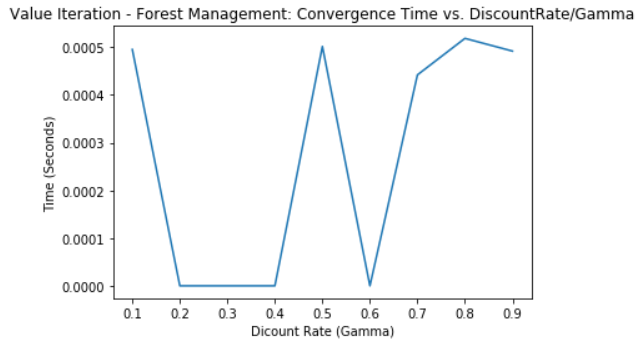 Value Iteration - Forest Management: Convergence Time vs. DiscountRate/Gamma
0.0005
0.0004
0.0003
0.0002
0.0001
0.0000
Time (Seconds)
0.1 0.2 0.3 0.4 0.5 0.6 0.7 0.8 0.9
Dicount Rate (Gamma)